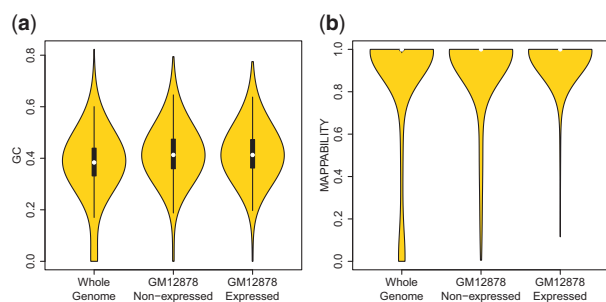 (a)
(b)
GC
0.8
0.6
0.4
0.2
0.0
Whole Genome
GM12878 Non−expressed
GM12878 Expressed
MAPPABILITY
1.0
0.8
0.6
0.4
0.2
0.0
Whole Genome
GM12878 Non−expressed
GM12878 Expressed